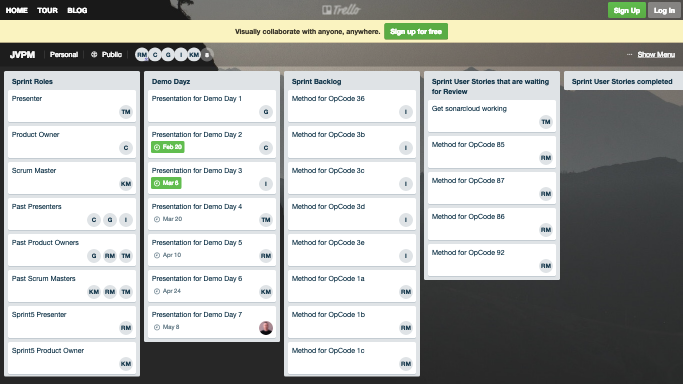 HOME TOUR BLOG Trello Sign Up Log In
Visually collaborate with anyone, anywhere. Sign up for free
JVPM Personal Public RM C G I KM 8 ··· Show Menu
Sprint Roles
Presenter
TM
Product Owner
C
Scrum Master
KM
Past Presenters
C G I
Past Product Owners
G RM TM
Past Scrum Masters
KM RM TM
Sprint5 Presenter
RM
Sprint5 Product Owner
KM
Demo Dayz
Presentation for Demo Day 1
G
Presentation for Demo Day 2
C
Presentation for Demo Day 3
Mar 6 I
Presentation for Demo Day 4
Mar 20 TM
Presentation for Demo Day 5
Apr 10 RM
Presentation for Demo Day 6
Apr 24 KM
Presentation for Demo Day 7
May 8
Sprint Backlog
Method for OpCode 36
I
Method for OpCode 3b
I
Method for OpCode 3c
I
Method for OpCode 3d
I
Method for OpCode 3e
I
Method for OpCode 1a
RM
Method for OpCode 1b
RM
Method for OpCode 1c
RM
Sprint User Stories that are waiting
for Review
Get sonarcloud working
TM
Method for OpCode 85
RM
Method for OpCode 87
RM
Method for OpCode 86
RM
Method for OpCode 92
RM
Sprint User Stories completed